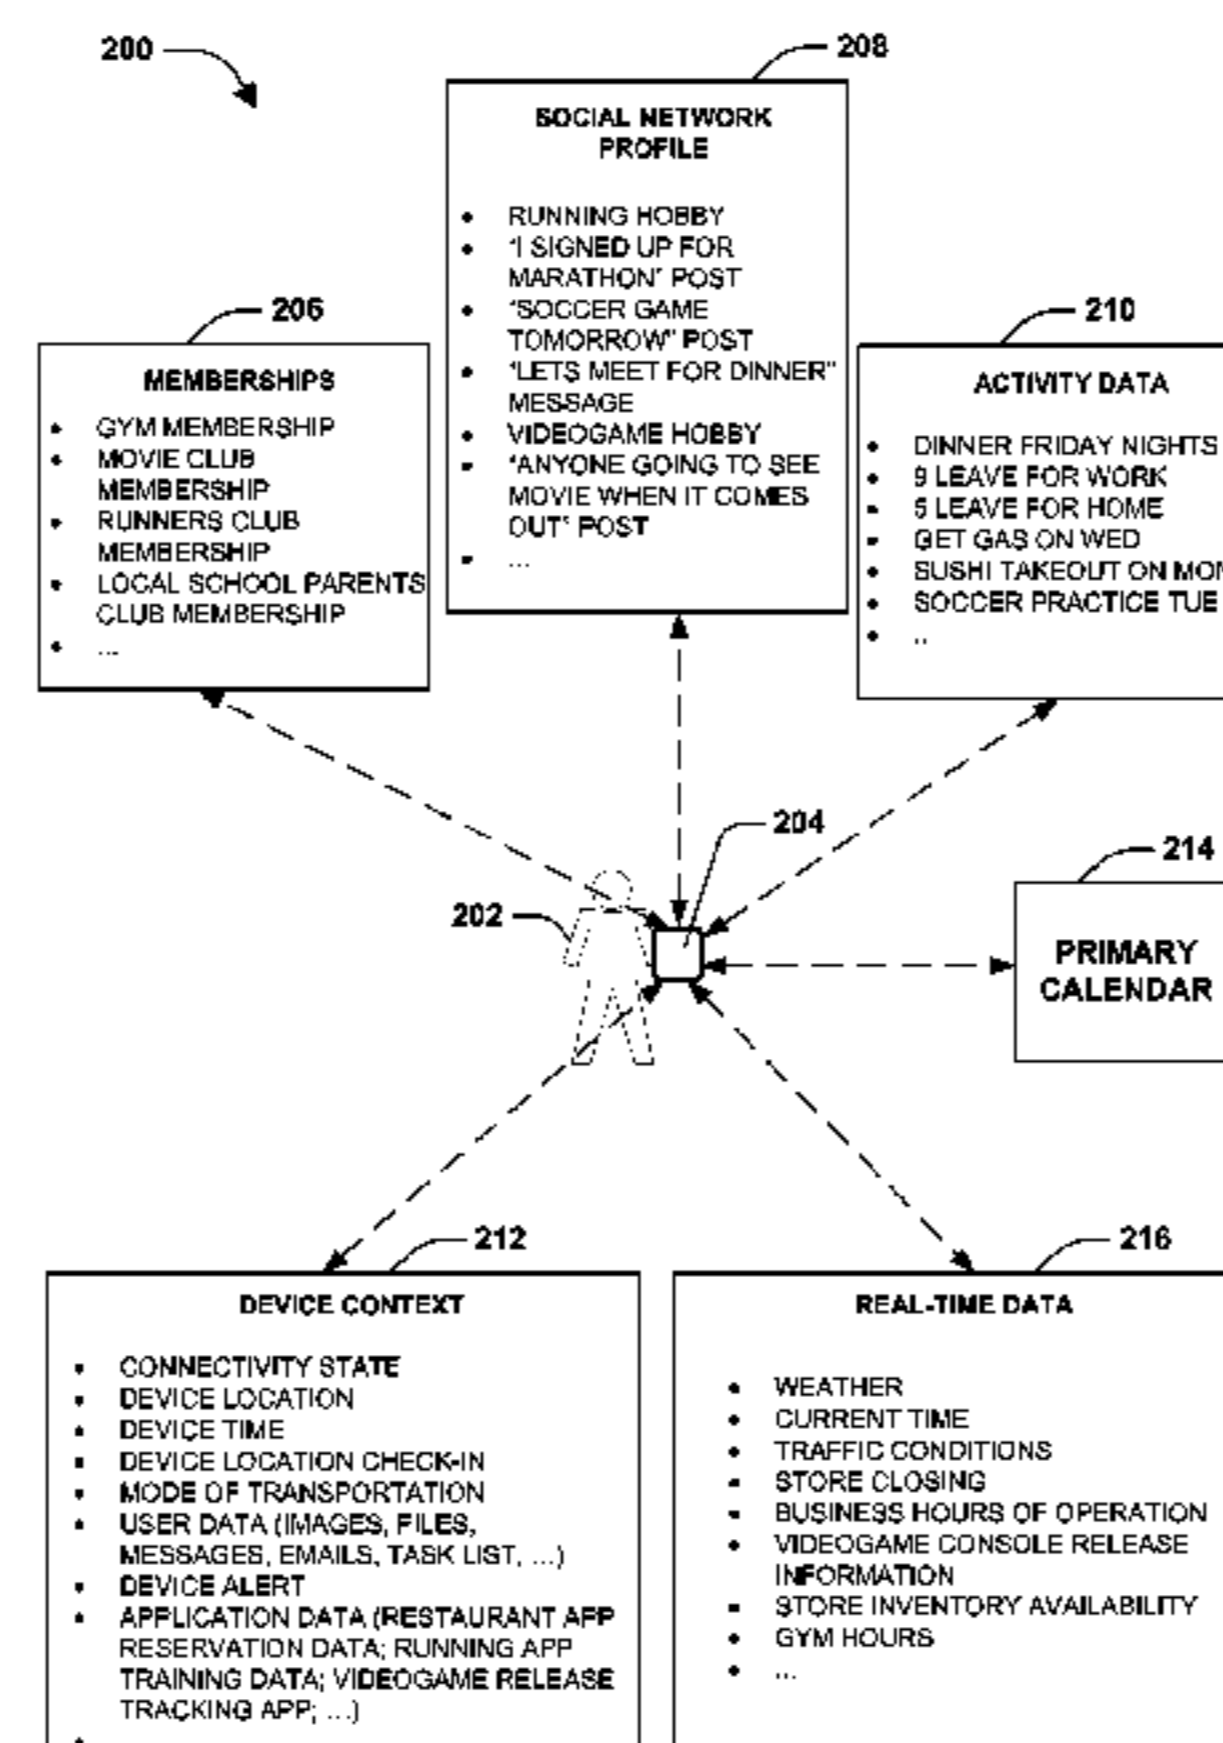 200
208
SOCIAL NETWORK
PROFILE
• RUNNING HOBBY
• "I SIGNED UP FOR
MARATHON" POST
• "SOCCER GAME
TOMORROW" POST
• "LETS MEET FOR DINNER"
MESSAGE
• VIDEOGAME HOBBY
• "ANYONE GOING TO SEE
MOVIE WHEN IT COMES
OUT" POST
• ...
206
MEMBERSHIPS
• GYM MEMBERSHIP
• MOVIE CLUB
MEMBERSHIP
• RUNNERS CLUB
MEMBERSHIP
• LOCAL SCHOOL PARENTS
CLUB MEMBERSHIP
• ...
210
ACTIVITY DATA
• DINNER FRIDAY NIGHTS
• 9 LEAVE FOR WORK
• 5 LEAVE FOR HOME
• GET GAS ON WED
• SUSHI TAKEOUT ON MON
• SOCCER PRACTICE TUE
• ..
204
202
214
PRIMARY
CALENDAR
212
DEVICE CONTEXT
• CONNECTIVITY STATE
• DEVICE LOCATION
• DEVICE TIME
• DEVICE LOCATION CHECK-IN
• MODE OF TRANSPORTATION
• USER DATA (IMAGES, FILES,
MESSAGES, EMAILS, TASK LIST, ...)
• DEVICE ALERT
• APPLICATION DATA (RESTAURANT APP
RESERVATION DATA; RUNNING APP
TRAINING DATA; VIDEOGAME RELEASE
TRACKING APP; ...)
216
REAL-TIME DATA
• WEATHER
• CURRENT TIME
• TRAFFIC CONDITIONS
• STORE CLOSING
• BUSINESS HOURS OF OPERATION
• VIDEOGAME CONSOLE RELEASE
INFORMATION
• STORE INVENTORY AVAILABILITY
• GYM HOURS
• ...